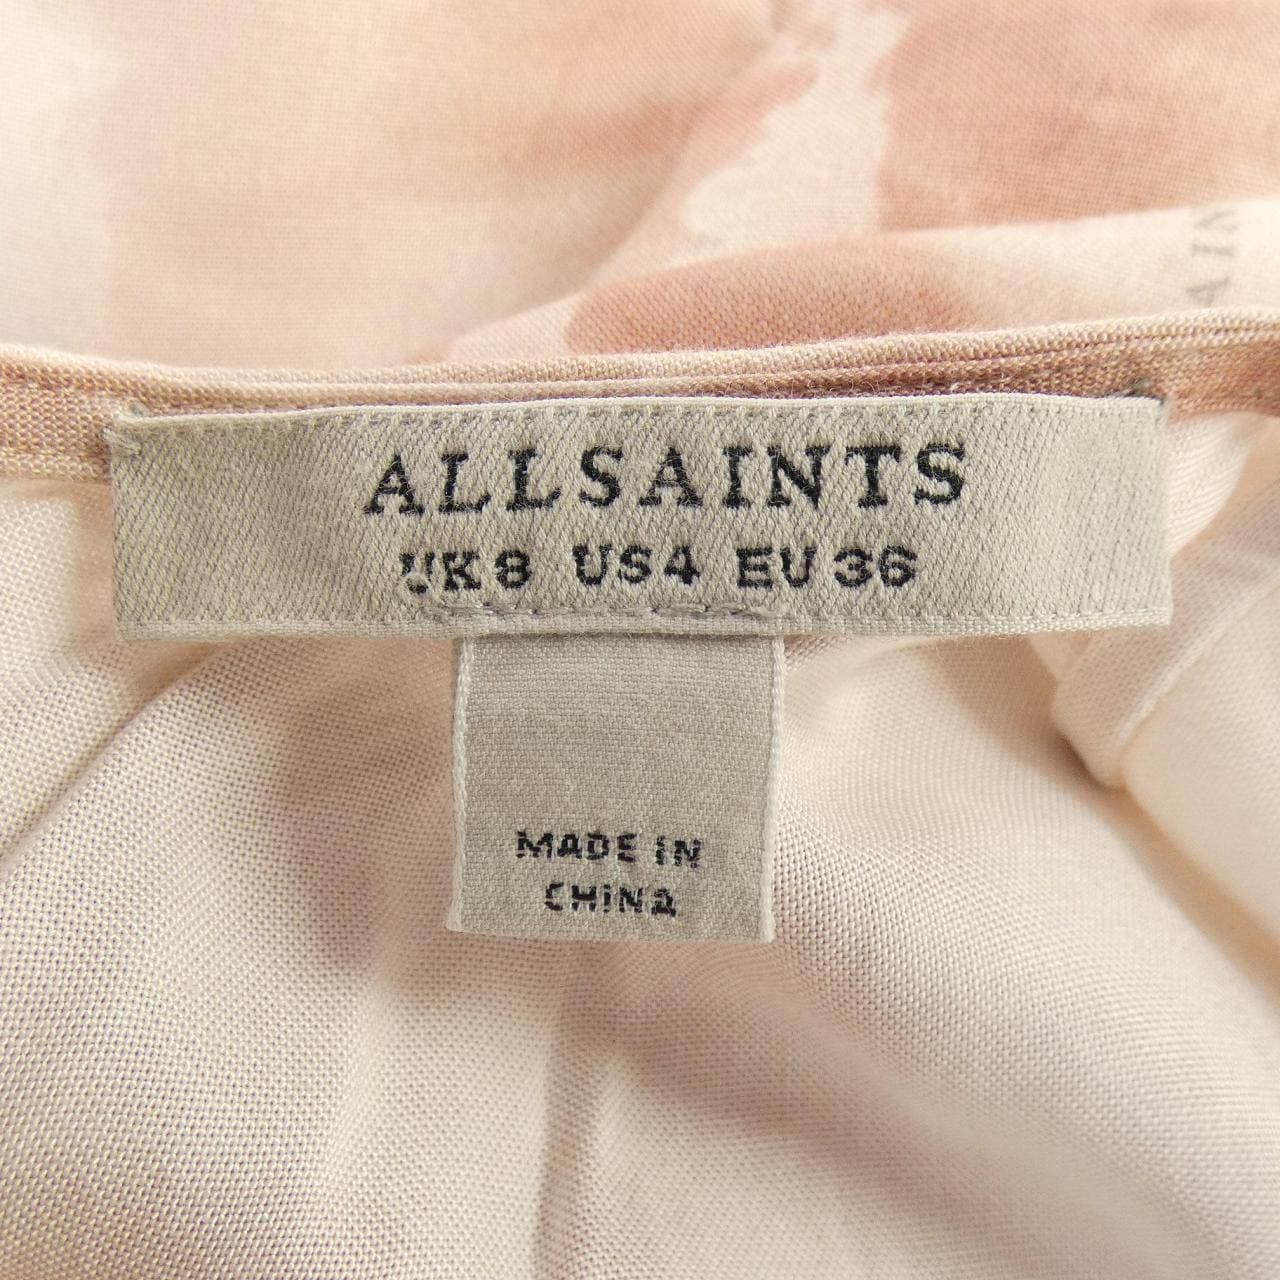 ALLSAINTS
UK8 US4 EU36
MADE IN
CHINA